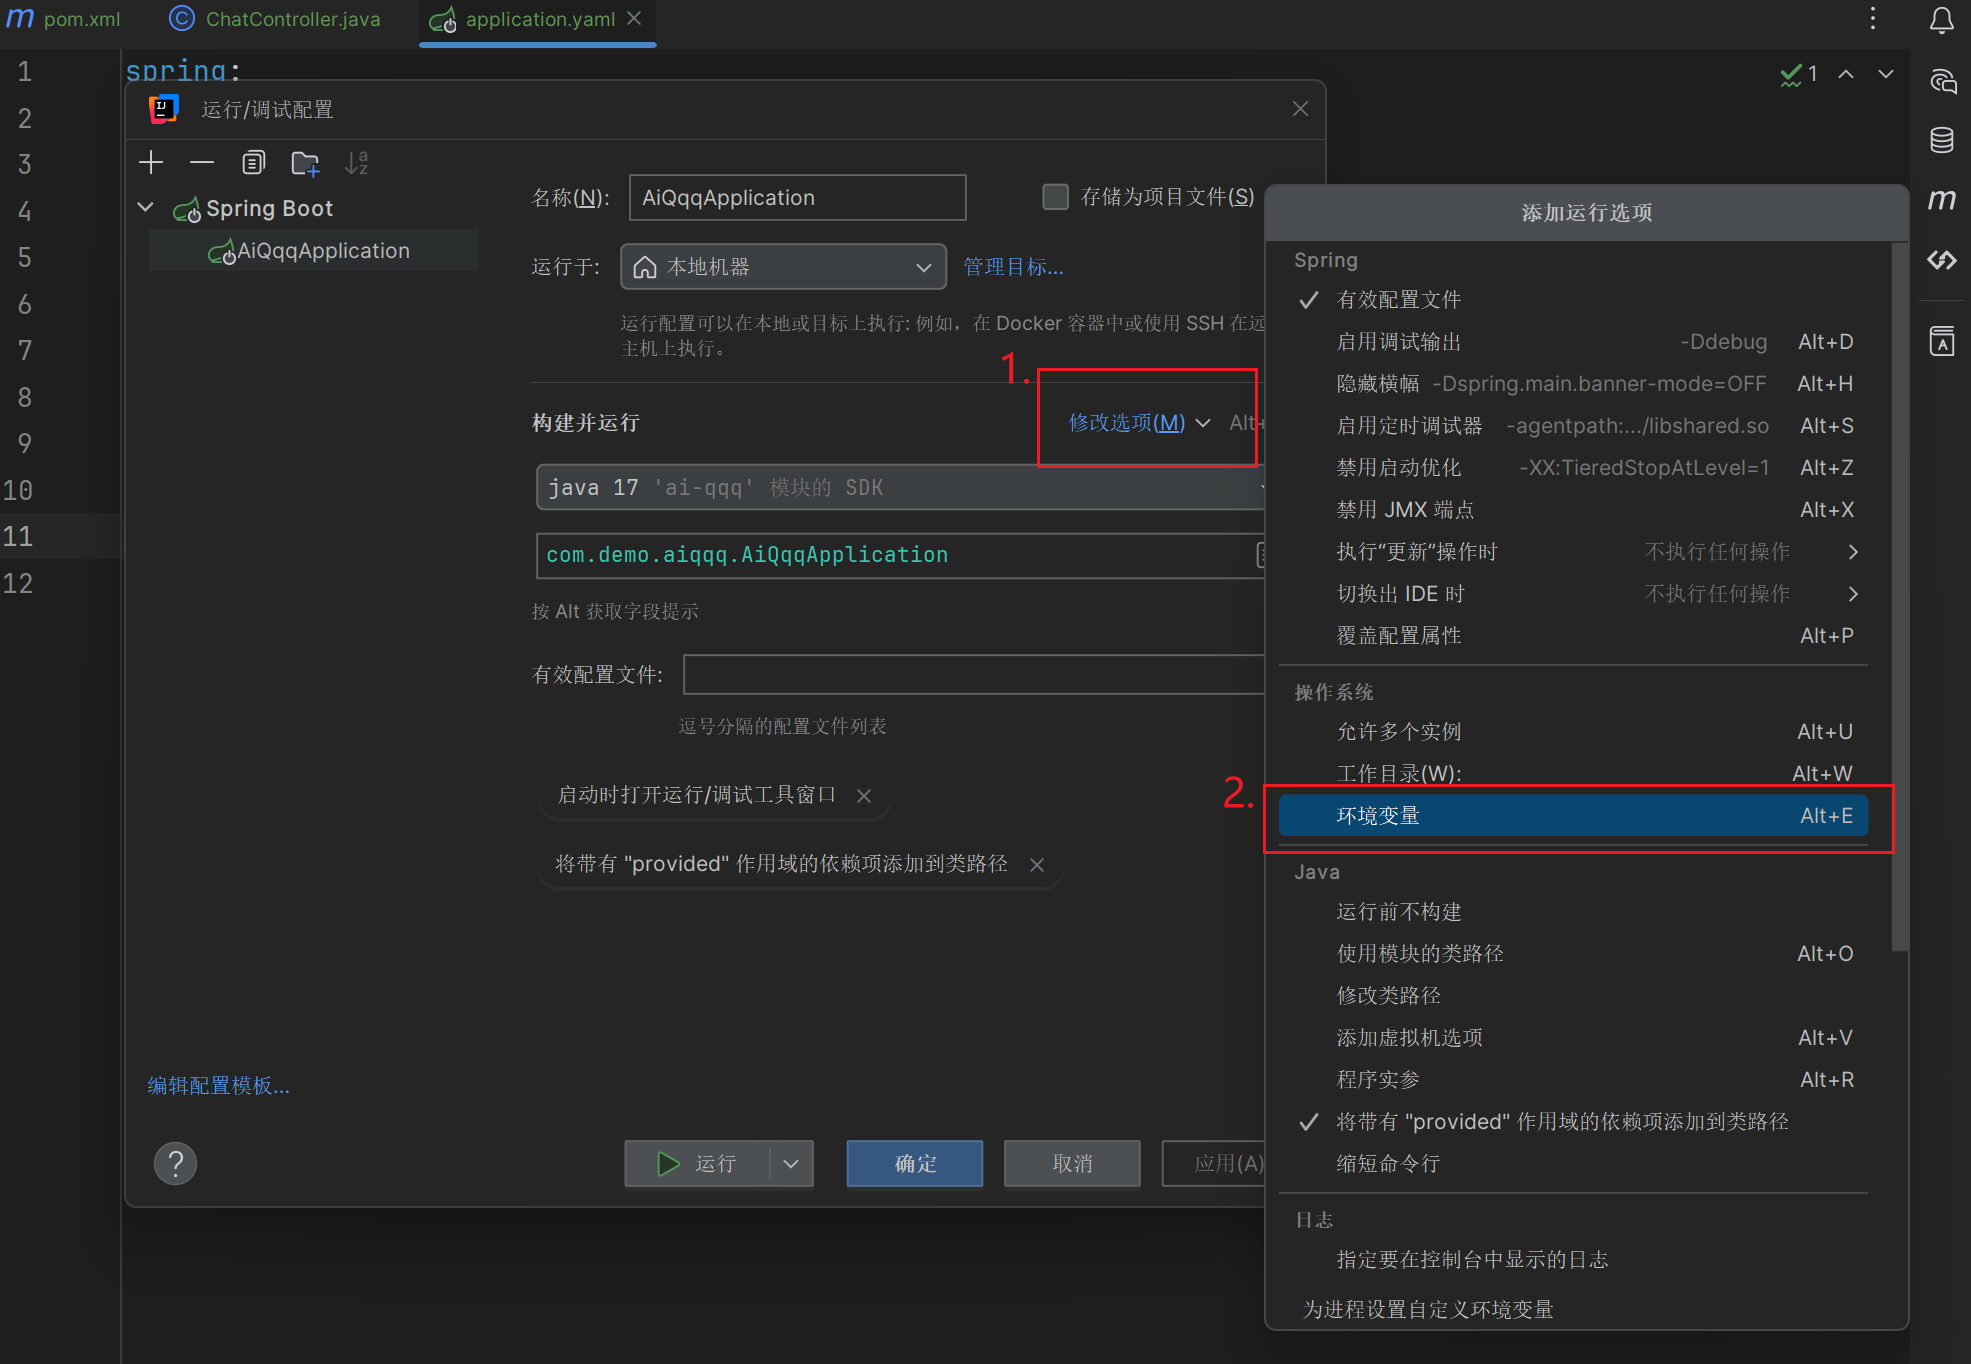 pom.xml
ChatController.java
application.yaml
1
2
3
4
5
6
7
8
9
10
11
12
spring:
1
运行/调试配置
Spring Boot
AiQqqApplication
名称(N):
AiQqqApplication
存储为项目文件(S)
运行于:
本地机器
管理目标...
运行配置可以在本地或目标上执行: 例如，在 Docker 容器中或使用 SSH 在远
主机上执行。
1.
构建并运行
修改选项(M)
Alt+
java 17 'ai-qqq' 模块的 SDK
com.demo.aiqqq.AiQqqApplication
按 Alt 获取字段提示
有效配置文件:
逗号分隔的配置文件列表
启动时打开运行/调试工具窗口
将带有 "provided" 作用域的依赖项添加到类路径
编辑配置模板...
?
运行
确定
取消
应用(A)
添加运行选项
Spring
有效配置文件
启用调试输出 -Ddebug Alt+D
隐藏横幅 -Dspring.main.banner-mode=OFF Alt+H
启用定时调试器 -agentpath:.../libshared.so Alt+S
禁用启动优化 -XX:TieredStopAtLevel=1 Alt+Z
禁用 JMX 端点 Alt+X
执行“更新”操作时 不执行任何操作
切换出 IDE 时 不执行任何操作
覆盖配置属性 Alt+P
操作系统
允许多个实例 Alt+U
工作目录(W): Alt+W
2.
环境变量 Alt+E
Java
运行前不构建
使用模块的类路径 Alt+O
修改类路径
添加虚拟机选项 Alt+V
程序实参 Alt+R
将带有 "provided" 作用域的依赖项添加到类路径
缩短命令行
日志
指定要在控制台中显示的日志
为进程设置自定义环境变量